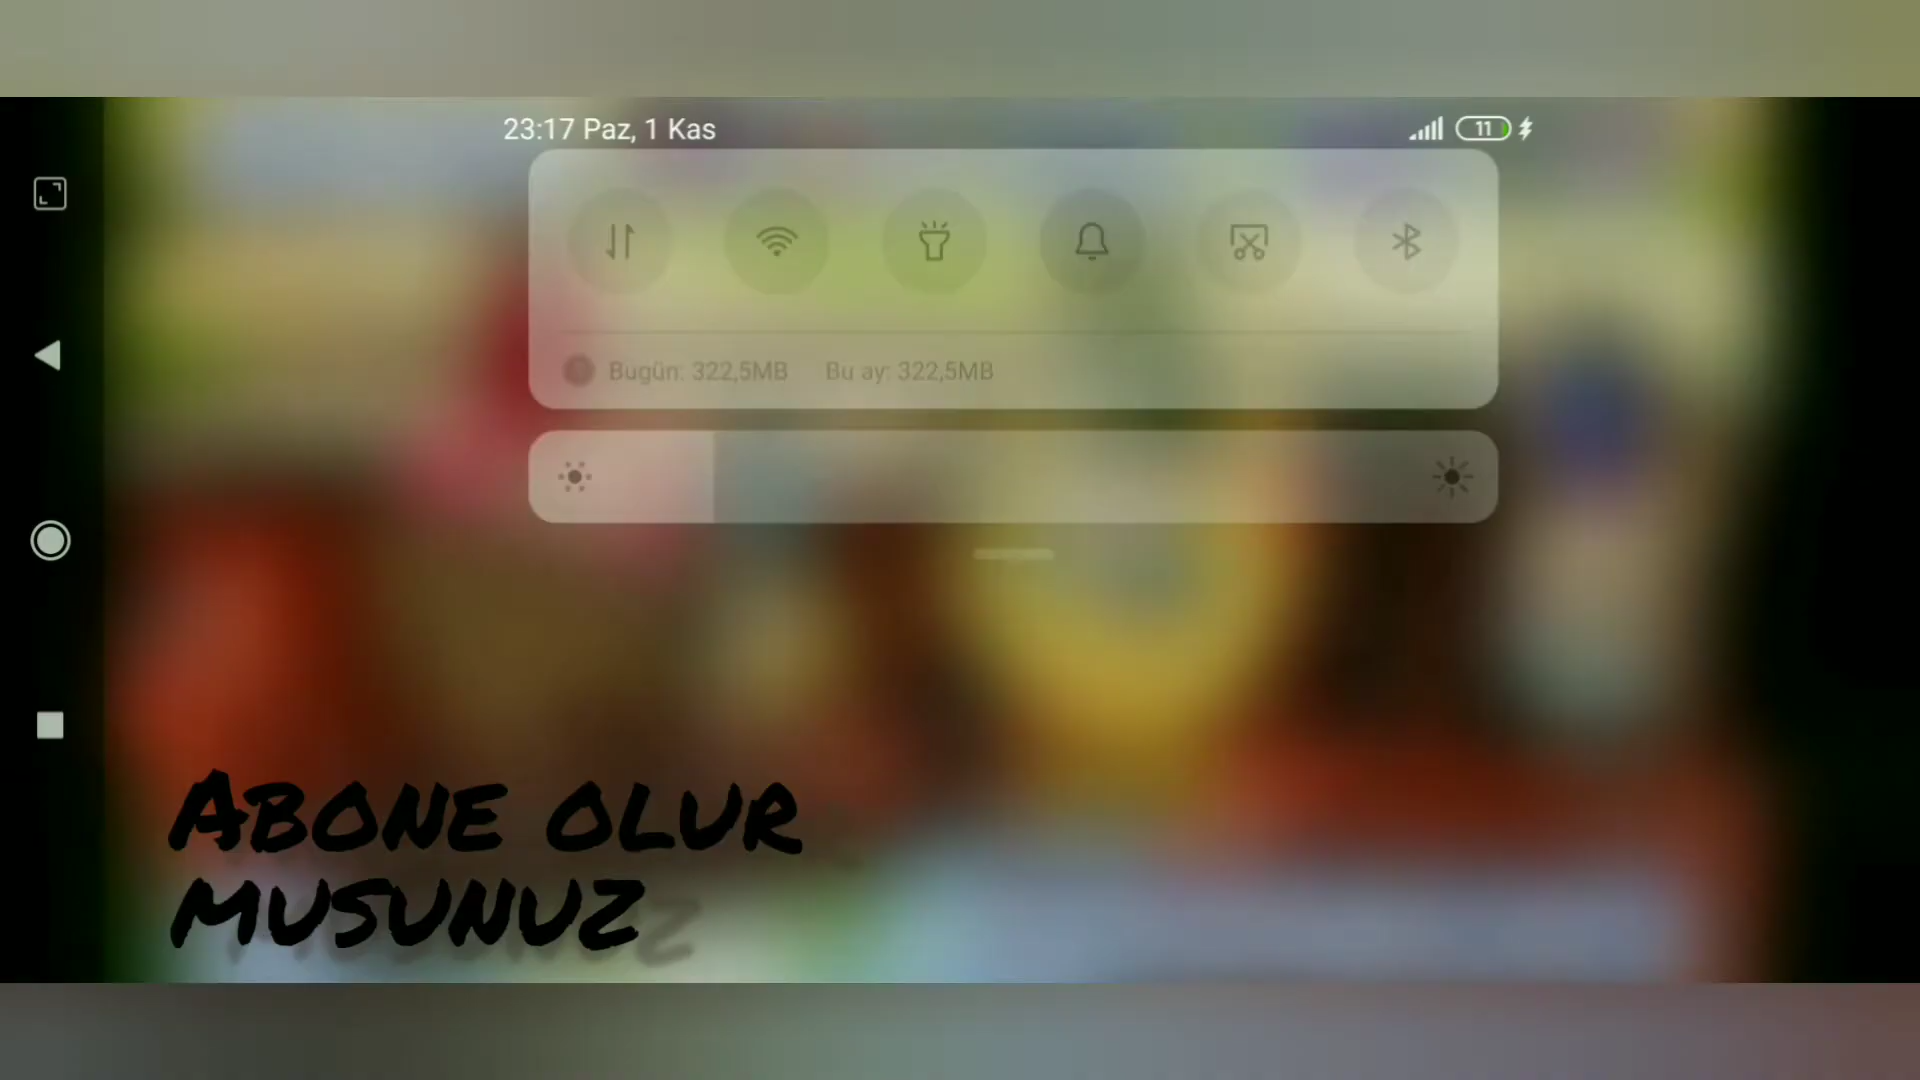 23:17 Paz, 1 Kas
11
Bugün: 322,5MB Bu ay: 322,5MB
ABONE OLUR
MUSUNUZ